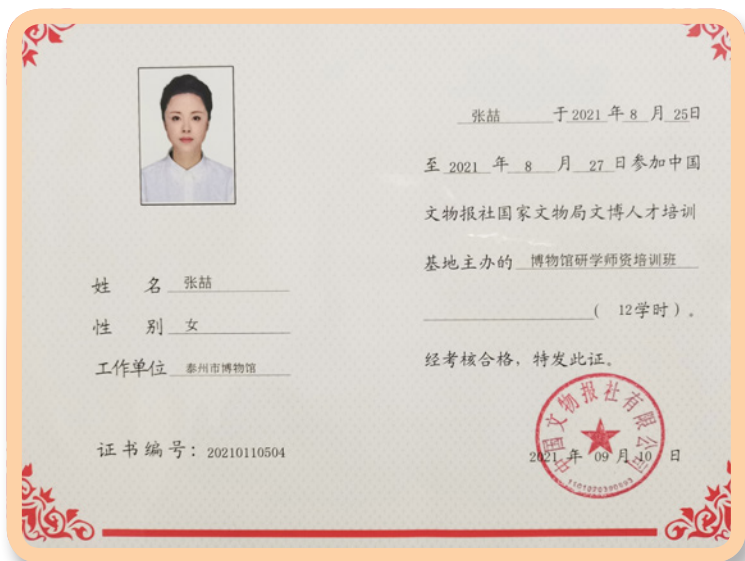 姓 名 张喆
性 别 女
工作单位 泰州市博物馆
证书编号：20210110504
张喆 于 2021 年 8 月 25 日
至 2021 年 8 月 27 日参加中国
文物报社国家文物局文博人才培训
基地主办的 博物馆研学师资培训班
（ 12学时 ）。
经考核合格，特发此证。
中国文物报社有限公司
2021 年 09 月 10 日